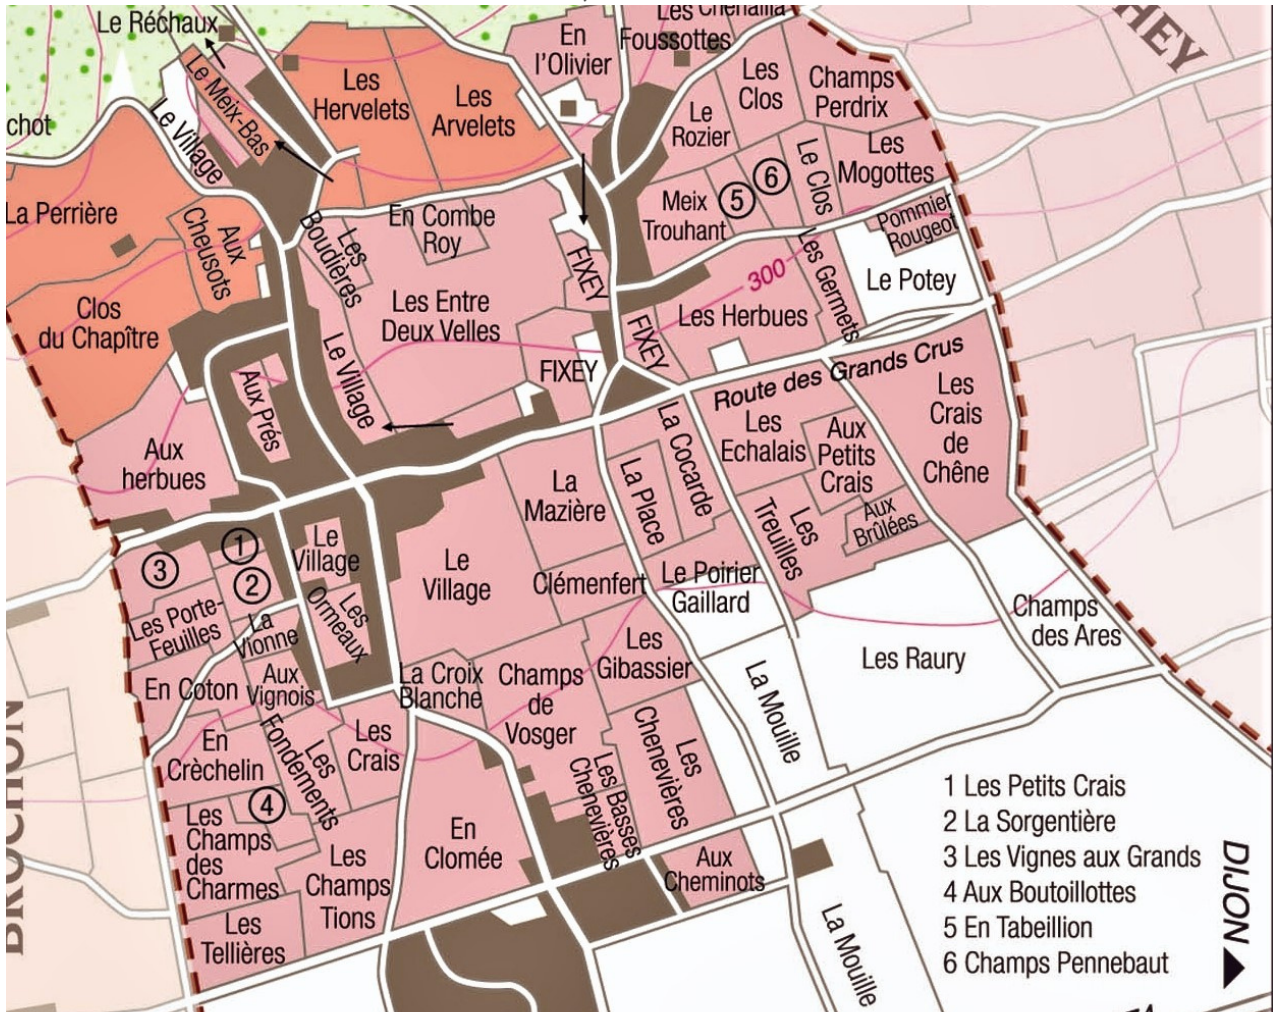 Le Réchaux
Les Chenailla
Foussottes
En
l'Olivier
HEY
Le Meix-Bas
Les
Hervelets
Les
Arvelets
Les
Clos
Champs
Perdrix
chot
Le Village
Le
Rozier
Le Clos
Les
Mogottes
La Perrière
Aux
Cheusots
Les
Boudières
En Combe
Roy
FIXEY
Meix
Trouhant
5
6
Pommier
Rougeot
Clos
du Chapître
Les Entre
Deux Velles
300
Les Germets
Le Potey
Les Herbues
Le Village
FIXEY
FIXEY
Route des Grands Crus
Aux Prés
Aux
herbues
La Cocarde
Les
Echalais
Aux
Petits
Crais
Les
Crais
de
Chêne
La
Mazière
La Place
Les
Treuilles
Aux
Brûlées
3
1
2
Le
Village
Le
Village
Clémenfert
Le Poirier
Gaillard
Les Porte-
Feuilles
La
Vionne
Les
Ormeaux
Champs
des Ares
Les Raury
Les
Gibassier
En Coton
Aux
Vignois
La Croix
Blanche
Champs
de
Vosger
La Mouille
En
Crèchelin
Les
Fondements
Les
Crais
Les
Chenevières
Les Basses
Chenevières
BROCHON
4
Les
Champs
des
Charmes
En
Clomée
Les
Champs
Tions
Aux
Cheminots
Les
Tellières
La Mouille
1 Les Petits Crais
2 La Sorgentière
3 Les Vignes aux Grands
4 Aux Boutoillottes
5 En Tabeillion
6 Champs Pennebaut
DIJON